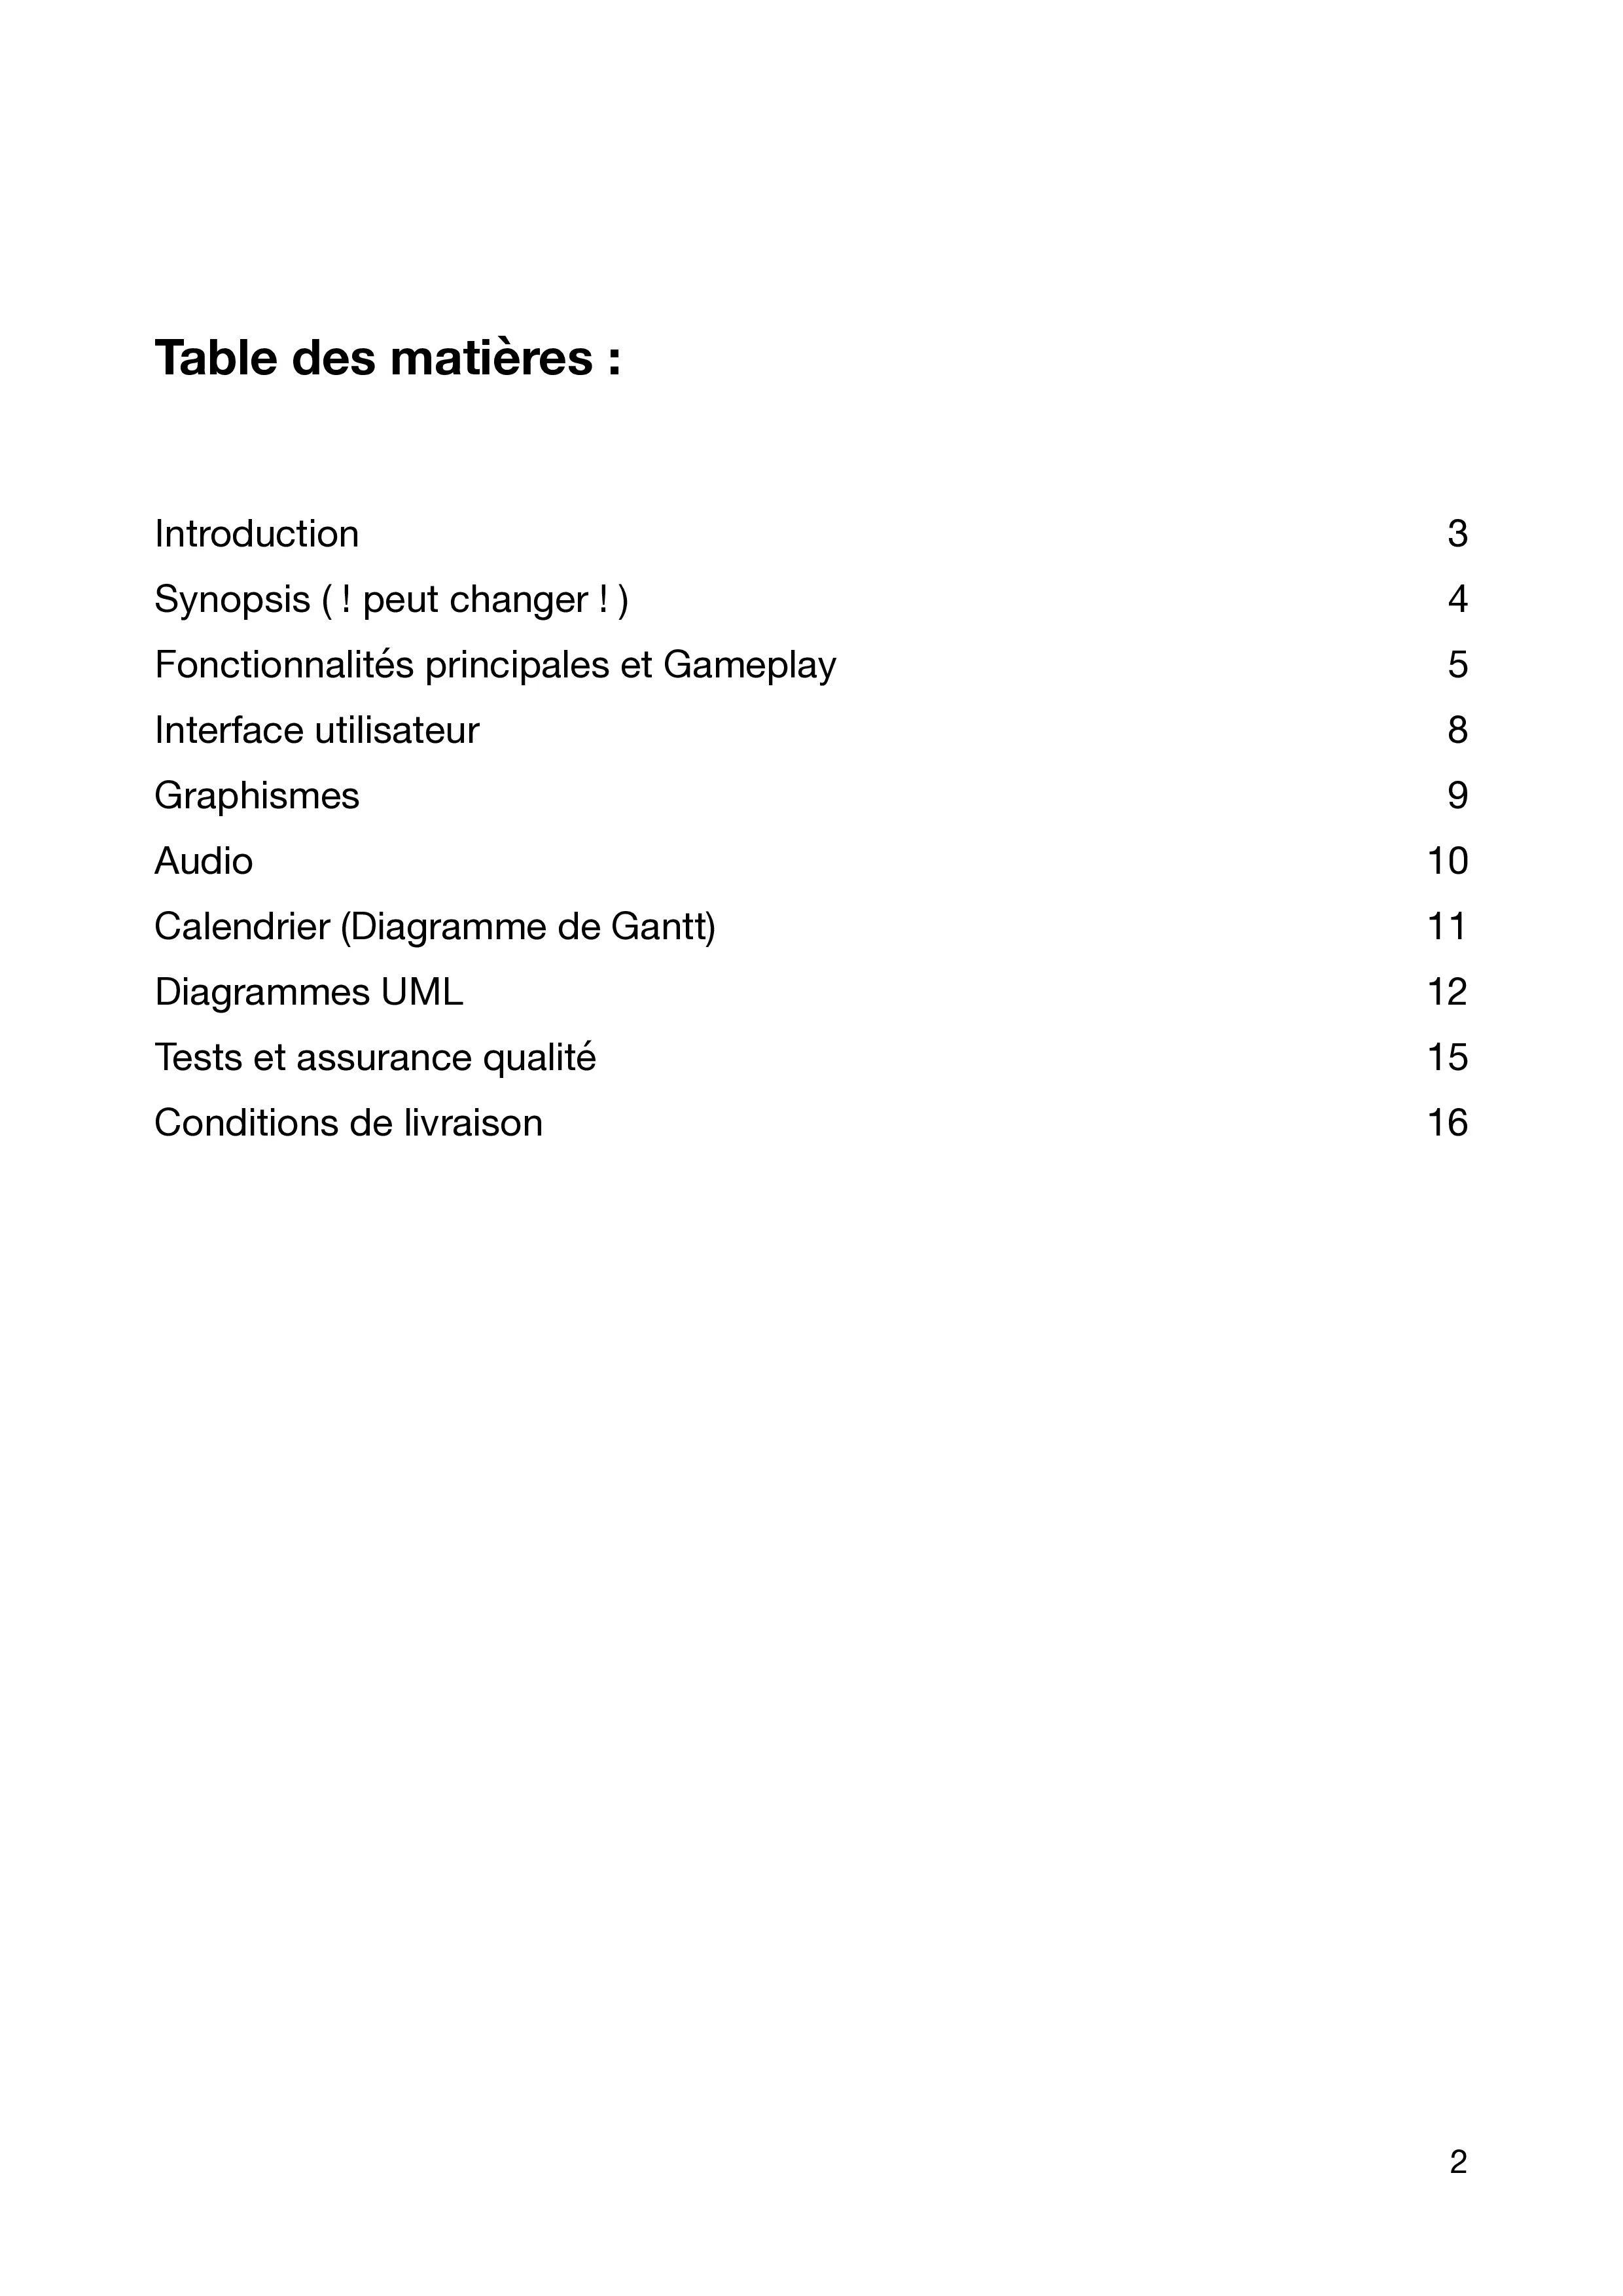 Table des matières :
Introduction 3
Synopsis ( ! peut changer ! ) 4
Fonctionnalités principales et Gameplay 5
Interface utilisateur 8
Graphismes 9
Audio 10
Calendrier (Diagramme de Gantt) 11
Diagrammes UML 12
Tests et assurance qualité 15
Conditions de livraison 16
2